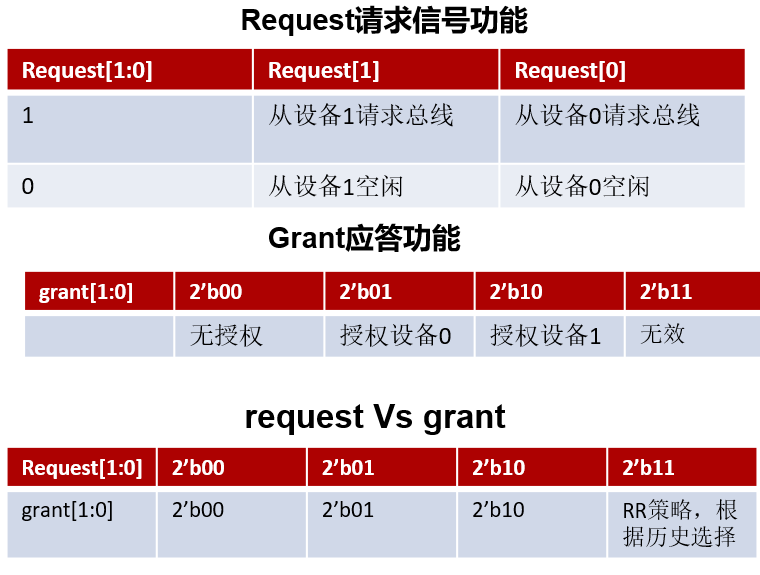 Request请求信号功能
Request[1:0] Request[1] Request[0]
1 从设备1请求总线 从设备0请求总线
0 从设备1空闲 从设备0空闲
Grant应答功能
grant[1:0] 2’b00 2’b01 2’b10 2’b11
无授权 授权设备0 授权设备1 无效
request Vs grant
Request[1:0] 2’b00 2’b01 2’b10 2’b11
grant[1:0] 2’b00 2’b01 2’b10 RR策略，根
据历史选择